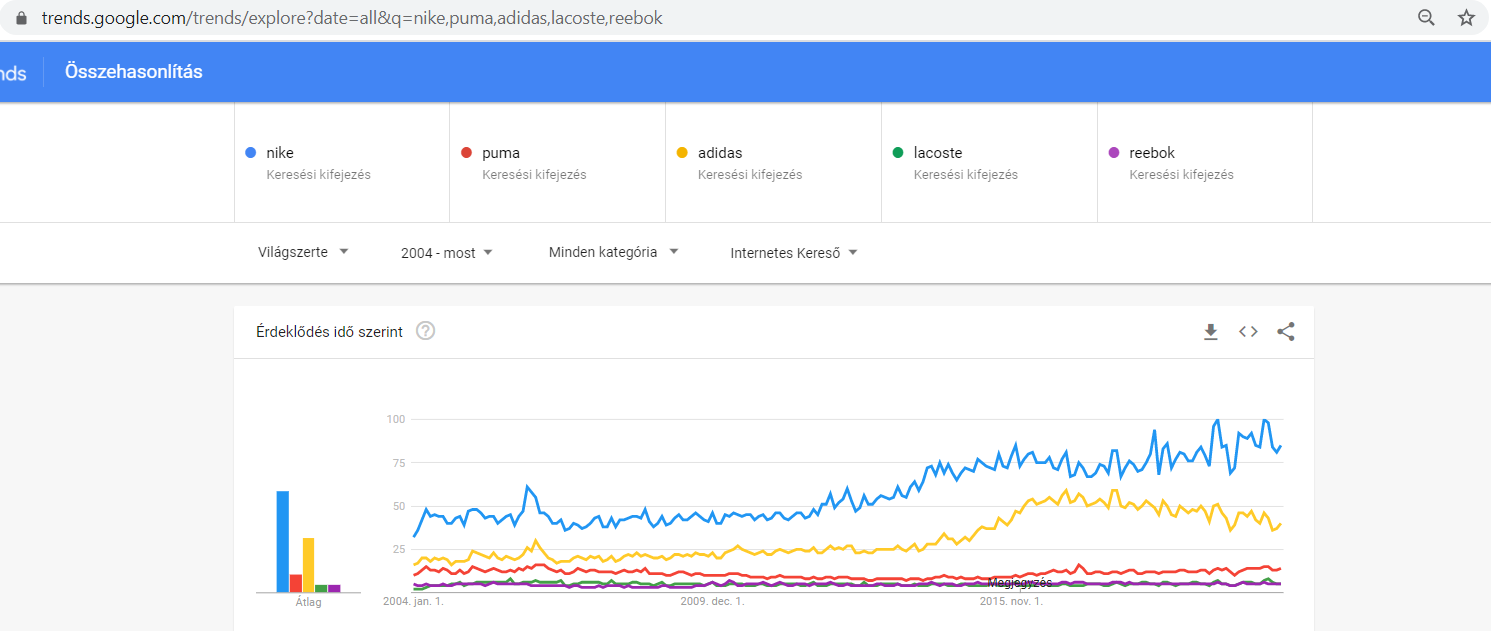 trends.google.com/trends/explore?date=all&q=nike,puma,adidas,lacoste,reebok
nds Összehasonlítás
nike puma adidas lacoste reebok
Keresési kifejezés Keresési kifejezés Keresési kifejezés Keresési kifejezés Keresési kifejezés
Világszerte 2004 - most Minden kategória Internetes Kereső
Érdeklődés idő szerint ?
100
75
50
25
Megjegyzés
Átlag 2004. jan. 1. 2009. dec. 1. 2015. nov. 1.